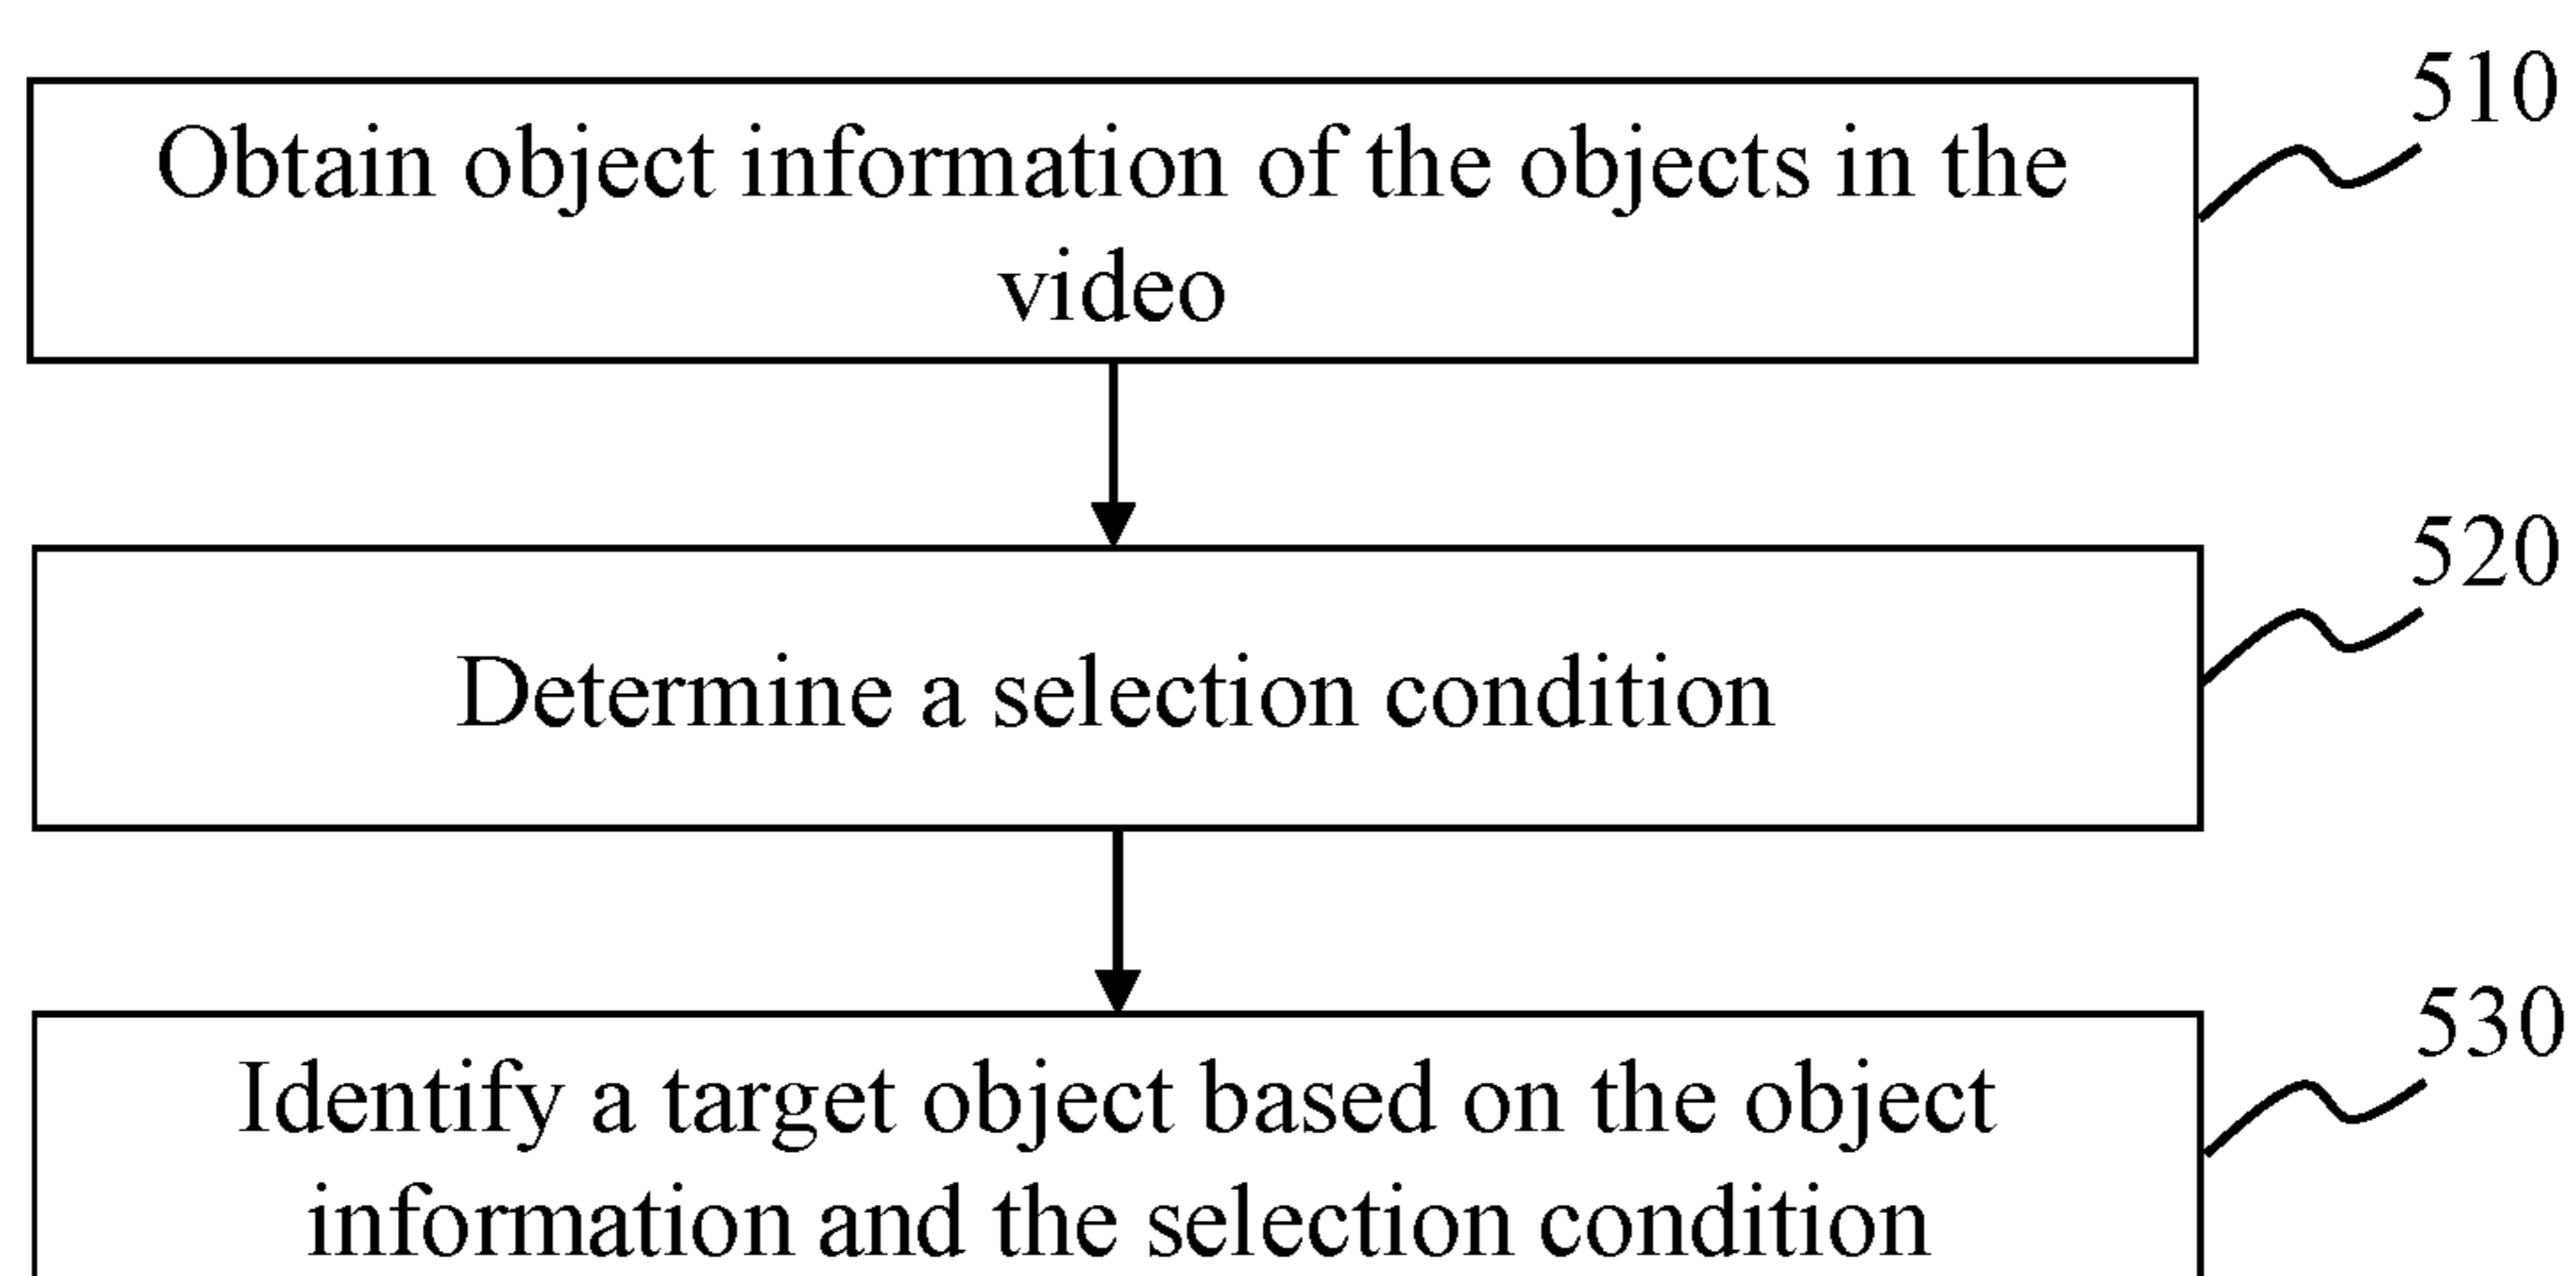 510
Obtain object information of the objects in the
video
520
Determine a selection condition
530
Identify a target object based on the object
information and the selection condition